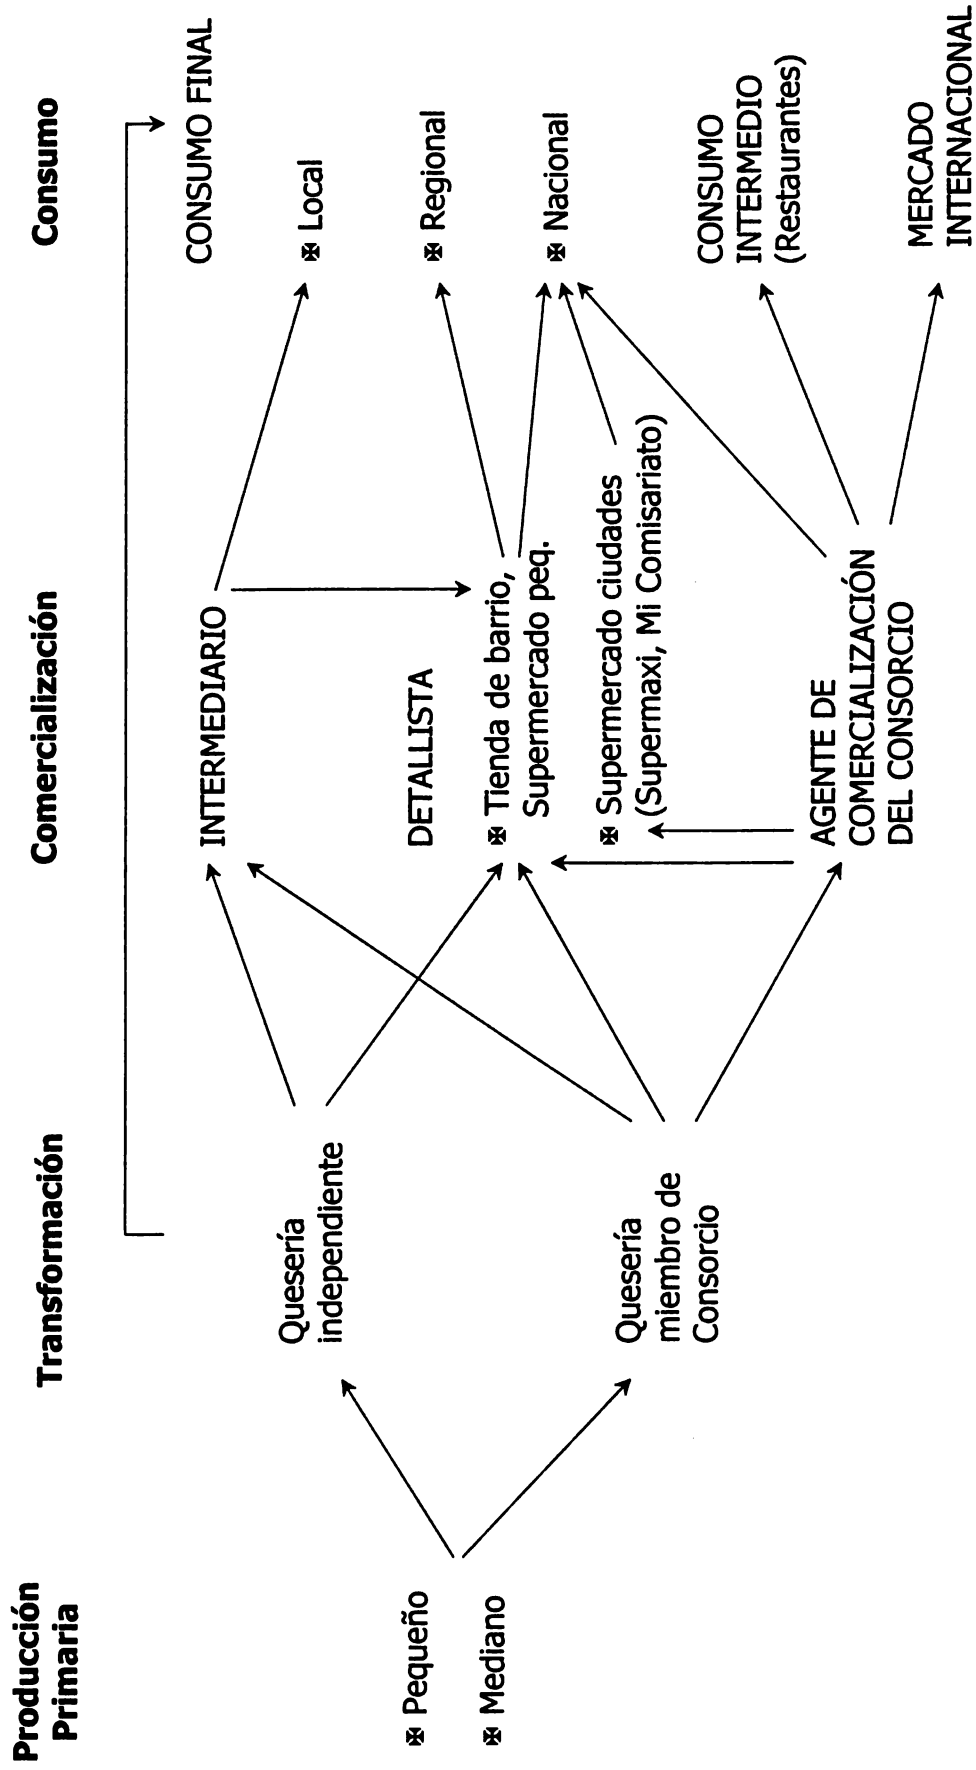 Producción
Primaria
Transformación
Comercialización
Consumo
✠ Pequeño
✠ Mediano
Quesería
independiente
Quesería
miembro de
Consorcio
INTERMEDIARIO
DETALLISTA
✠ Tienda de barrio,
Supermercado peq.
✠ Supermercado ciudades
(Supermaxi, Mi Comisariato)
AGENTE DE
COMERCIALIZACIÓN
DEL CONSORCIO
CONSUMO FINAL
✠ Local
✠ Regional
✠ Nacional
CONSUMO
INTERMEDIO
(Restaurantes)
MERCADO
INTERNACIONAL